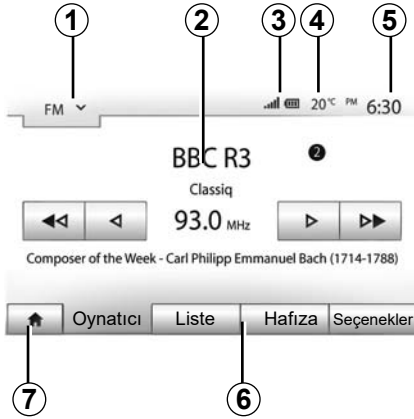 1 2 3 4 5
FM 20°C PM 6:30
BBC R3 2
Classiq
93.0 MHz
Composer of the Week - Carl Philipp Emmanuel Bach (1714-1788)
Oynatıcı Liste Hafıza Seçenekler
7 6